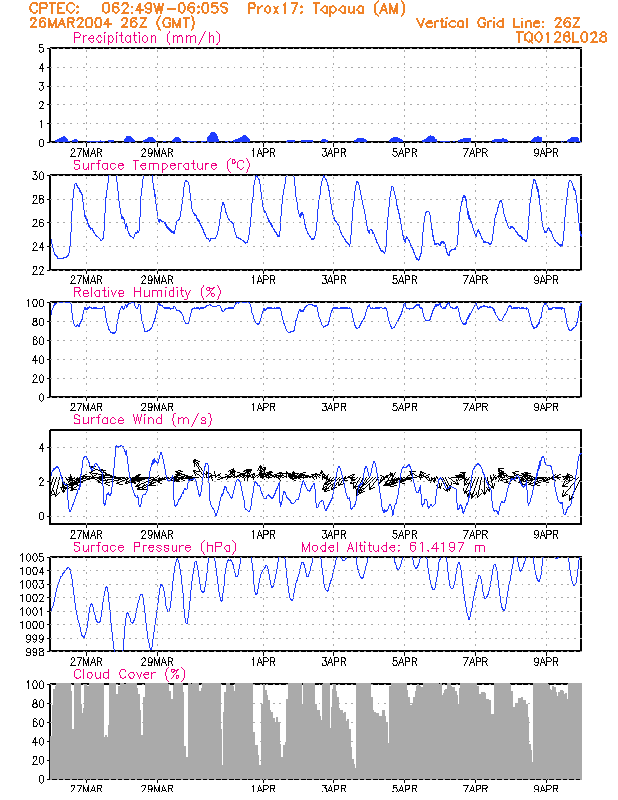 CPTEC: 062:49W-06:05S Prox17: Tapaua (AM)
26MAR2004 26Z (GMT) Vertical Grid Line: 26Z
Precipitation (mm/h) TQ0126L028
5
4
3
2
1
0
27MAR 29MAR 1APR 3APR 5APR 7APR 9APR
Surface Temperature (°C)
30
28
26
24
22
27MAR 29MAR 1APR 3APR 5APR 7APR 9APR
Relative Humidity (%)
100
80
60
40
20
0
27MAR 29MAR 1APR 3APR 5APR 7APR 9APR
Surface Wind (m/s)
4
2
0
27MAR 29MAR 1APR 3APR 5APR 7APR 9APR
Surface Pressure (hPa) Model Altitude: 61.4197 m
1005
1004
1003
1002
1001
1000
999
998
27MAR 29MAR 1APR 3APR 5APR 7APR 9APR
Cloud Cover (%)
100
80
60
40
20
0
27MAR 29MAR 1APR 3APR 5APR 7APR 9APR